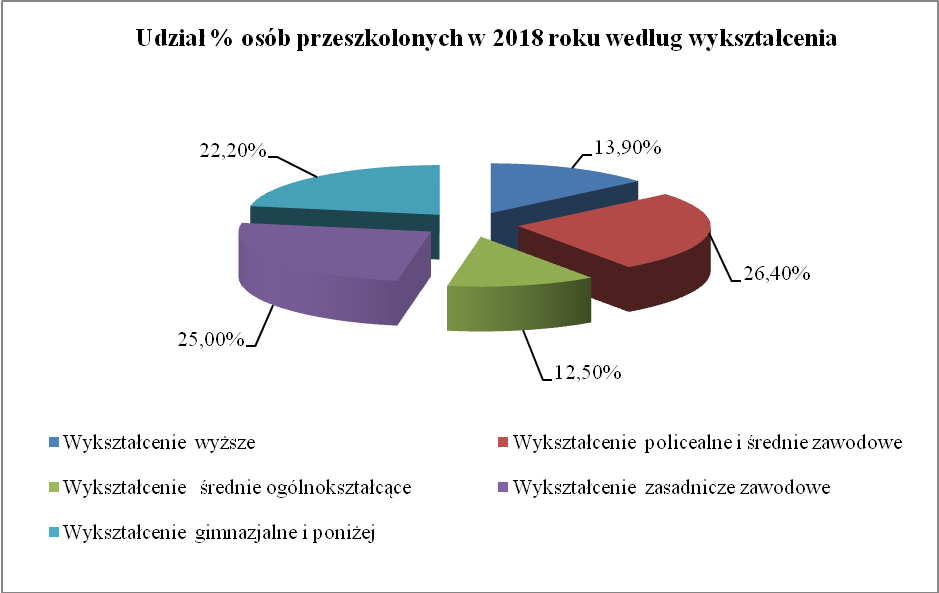 Udział % osób przeszkolonych w 2018 roku według wykształcenia
22,20%
13,90%
26,40%
25,00%
12,50%
Wykształcenie wyższe
Wykształcenie policealne i średnie zawodowe
Wykształcenie średnie ogólnokształcące
Wykształcenie zasadnicze zawodowe
Wykształcenie gimnazjalne i poniżej